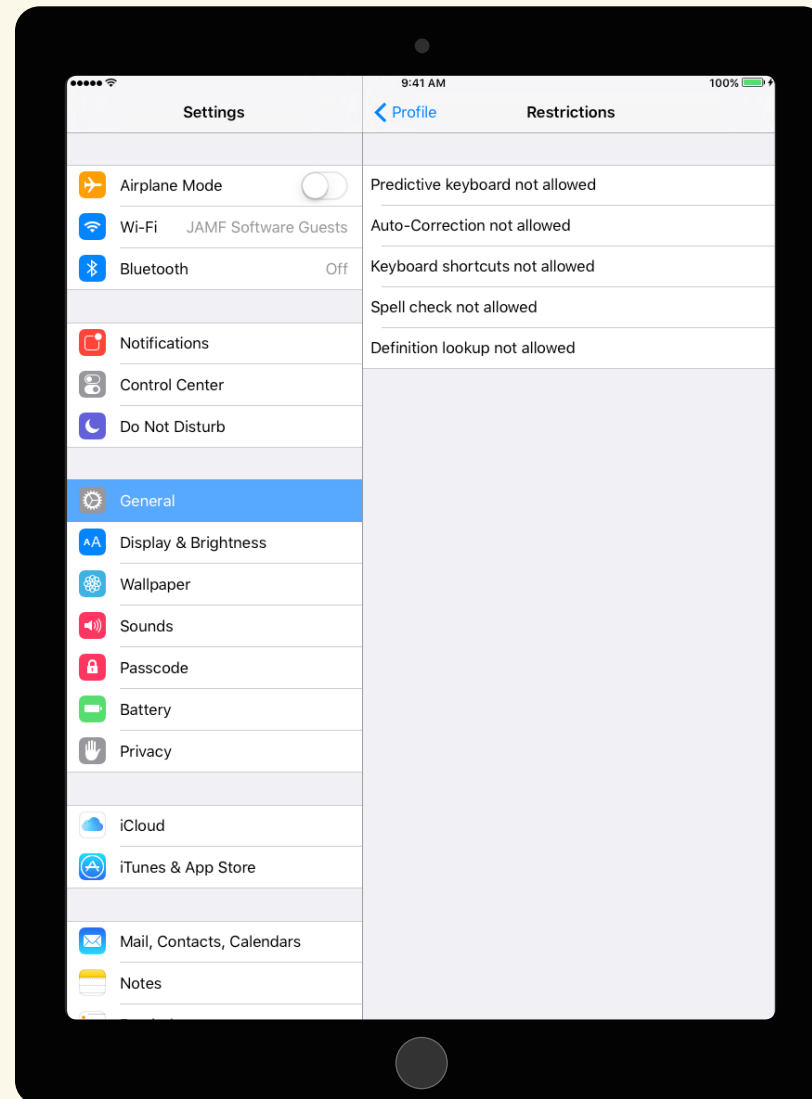 9:41 AM
100%
Settings
Profile
Restrictions
Airplane Mode
Wi-Fi
JAMF Software Guests
Bluetooth
Off
Notifications
Control Center
Do Not Disturb
General
AA Display & Brightness
Wallpaper
Sounds
Passcode
Battery
Privacy
iCloud
iTunes & App Store
Mail, Contacts, Calendars
Notes
Predictive keyboard not allowed
Auto-Correction not allowed
Keyboard shortcuts not allowed
Spell check not allowed
Definition lookup not allowed